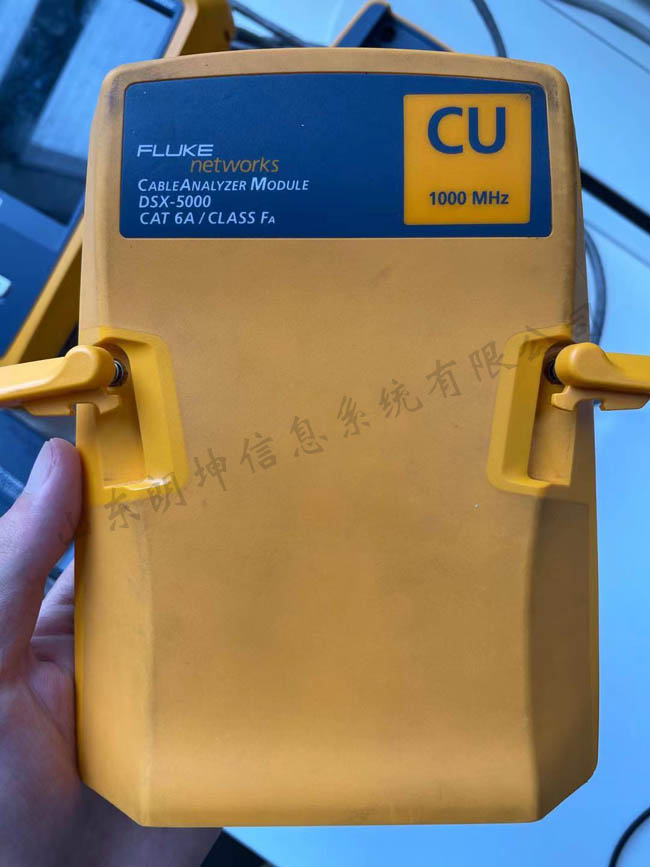 FLUKE
networks
CABLEANALYZER MODULE
DSX-5000
CAT 6A / CLASS FA
CU
1000 MHz
东明坤信息系统有限公司